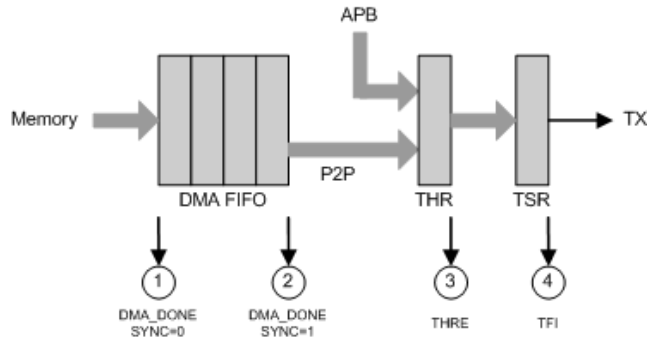 APB
Memory
TX
P2P
DMA FIFO
THR
TSR
1
2
3
4
DMA_DONE
SYNC=0
DMA_DONE
SYNC=1
THRE
TFI